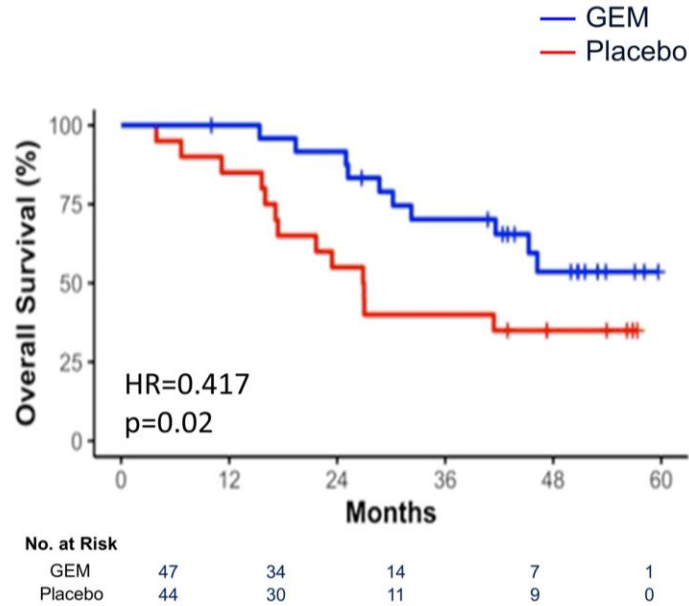 GEM
Placebo
Overall Survival (%)
100
75
50
25
0
HR=0.417
p=0.02
0 12 24 36 48 60
Months
No. at Risk
GEM 47 34 14 7 1
Placebo 44 30 11 9 0